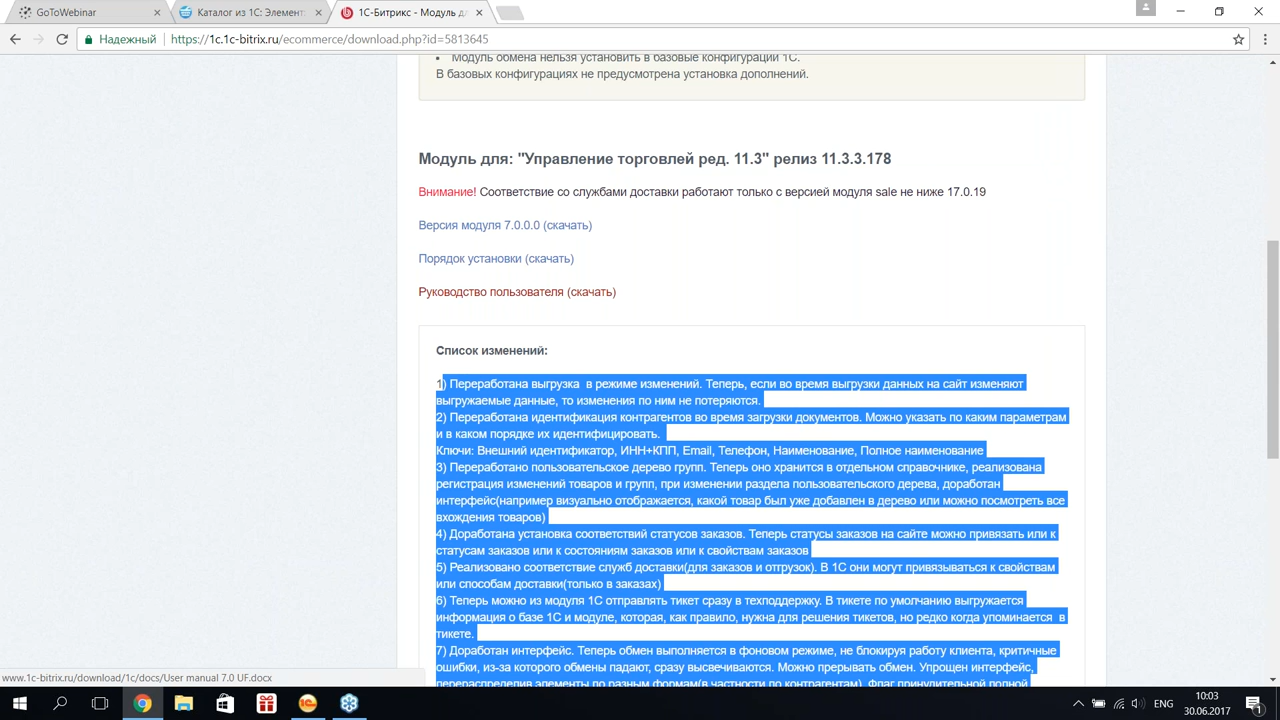 GoToWebinar
Каталог из 1С: Элемент
1С-Битрикс - Модуль дл
Надежный
https://1c.1c-bitrix.ru/ecommerce/download.php?id=5813645
• Модуль обмена нельзя установить в базовые конфигурации 1С.
В базовых конфигурациях не предусмотрена установка дополнений.
Модуль для: "Управление торговлей ред. 11.3" релиз 11.3.3.178
Внимание! Соответствие со службами доставки работают только с версией модуля sale не ниже 17.0.19
Версия модуля 7.0.0.0 (скачать)
Порядок установки (скачать)
Руководство пользователя (скачать)
Список изменений:
1) Переработана выгрузка  в режиме изменений. Теперь, если во время выгрузки данных на сайт изменяют
выгружаемые данные, то изменения по ним не потеряются.
2) Переработана идентификация контрагентов во время загрузки документов. Можно указать по каким параметрам
и в каком порядке их идентифицировать.
Ключи: Внешний идентификатор, ИНН+КПП, Email, Телефон, Наименование, Полное наименование
3) Переработано пользовательское дерево групп. Теперь оно хранится в отдельном справочнике, реализована
регистрация изменений товаров и групп, при изменении раздела пользовательского дерева, доработан
интерфейс(например визуально отображается, какой товар был уже добавлен в дерево или можно посмотреть все
вхождения товаров)
4) Доработана установка соответствий статусов заказов. Теперь статусы заказов на сайте можно привязать или к
статусам заказов или к состояниям заказов или к свойствам заказов
5) Реализовано соответствие служб доставки(для заказов и отгрузок). В 1С они могут привязываться к свойствам
или способам доставки(только в заказах)
6) Теперь можно из модуля 1С отправлять тикет сразу в техподдержку. В тикете по умолчанию выгружается
информация о базе 1С и модуле, которая, как правило, нужна для решения тикетов, но редко когда упоминается  в
тикете.
7) Доработан интерфейс. Теперь обмен выполняется в фоновом режиме, не блокируя работу клиента, критичные
ошибки, из-за которого обмены падают, сразу высвечиваются. Можно прерывать обмен. Упрощен интерфейс,
перераспределив элементы по разным формам(в частности по контрагентам). Флаг принудительной полной
www.1c-bitrix.ru/download/1c/docs/User manual 7.0 UF.docx
ENG
10:03
30.06.2017
1